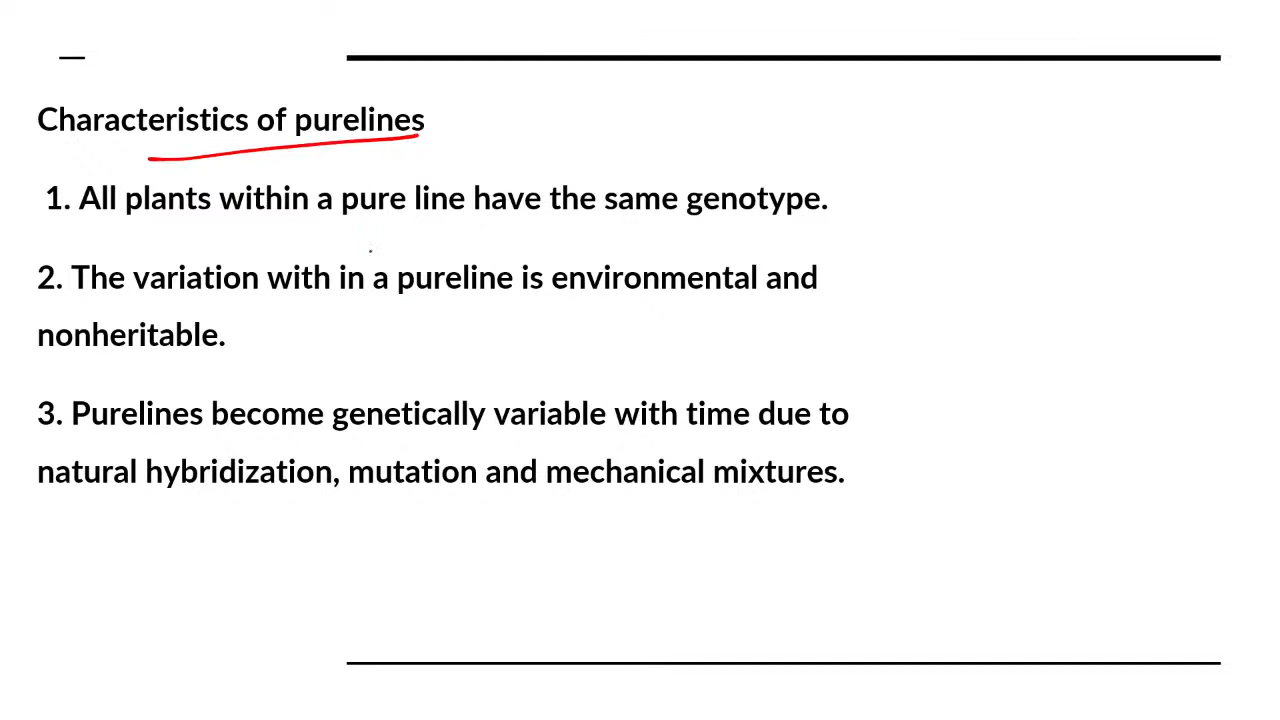 Characteristics of purelines
1. All plants within a pure line have the same genotype.
2. The variation with in a pureline is environmental and
nonheritable.
3. Purelines become genetically variable with time due to
natural hybridization, mutation and mechanical mixtures.